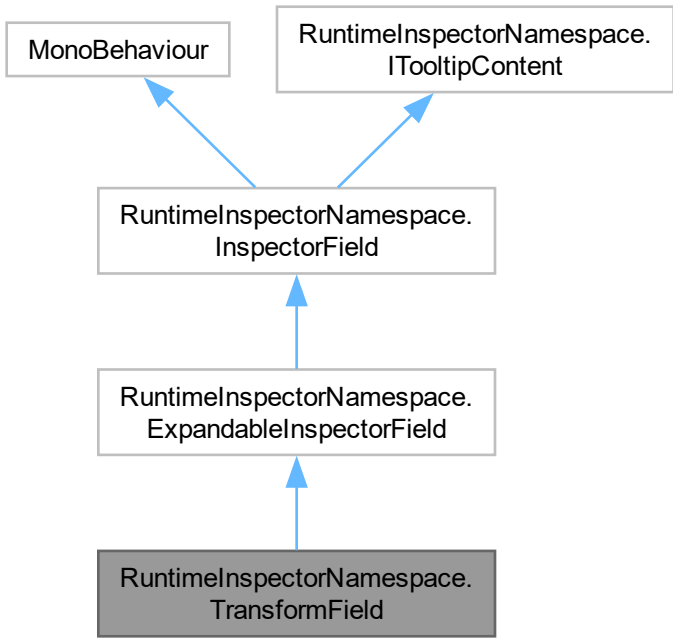 MonoBehaviour
RuntimeInspectorNamespace.
ITooltipContent
RuntimeInspectorNamespace.
InspectorField
RuntimeInspectorNamespace.
ExpandableInspectorField
RuntimeInspectorNamespace.
TransformField